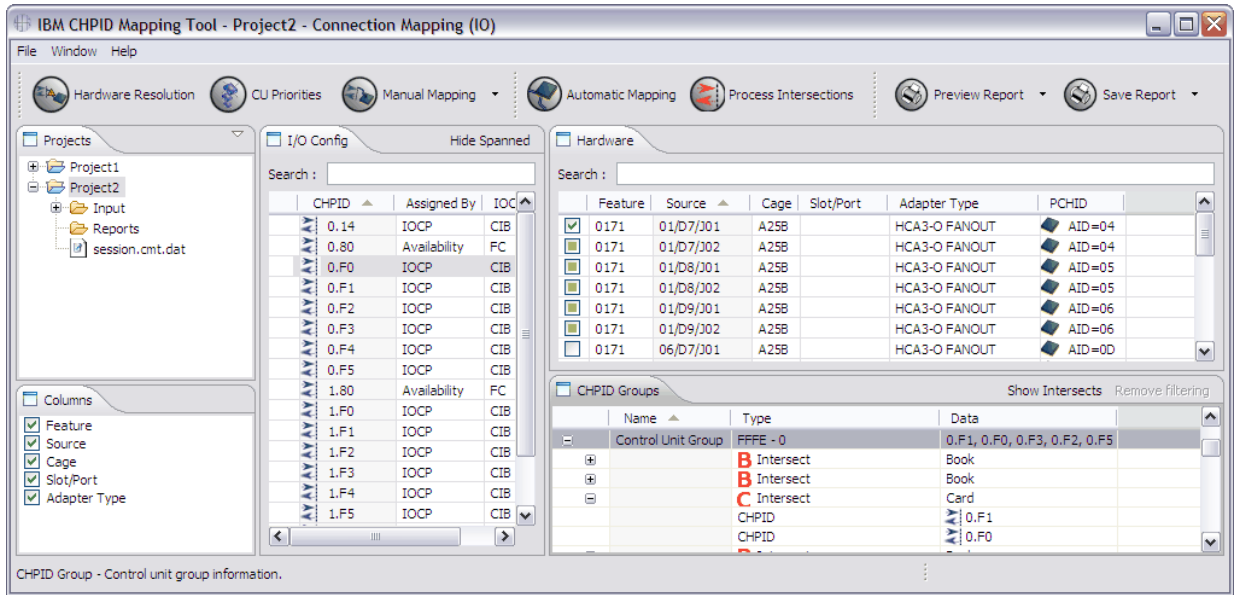 IBM CHPID Mapping Tool - Project2 - Connection Mapping (IO)
File Window Help
Hardware Resolution CU Priorities Manual Mapping Automatic Mapping Process Intersections Preview Report Save Report
Projects
Project1
Project2
Input
Reports
session.cmt.dat
Columns
Feature
Source
Cage
Slot/Port
Adapter Type
I/O Config Hide Spanned
Search :
CHPID Assigned By IOC
0.14 IOCP CIB
0.80 Availability FC
0.F0 IOCP CIB
0.F1 IOCP CIB
0.F2 IOCP CIB
0.F3 IOCP CIB
0.F4 IOCP CIB
0.F5 IOCP CIB
1.80 Availability FC
1.F0 IOCP CIB
1.F1 IOCP CIB
1.F2 IOCP CIB
1.F3 IOCP CIB
1.F4 IOCP CIB
1.F5 IOCP CIB
Hardware
Search :
Feature Source Cage Slot/Port Adapter Type PCHID
0171 01/D7/J01 A25B HCA3-O FANOUT AID=04
0171 01/D7/J02 A25B HCA3-O FANOUT AID=04
0171 01/D8/J01 A25B HCA3-O FANOUT AID=05
0171 01/D8/J02 A25B HCA3-O FANOUT AID=05
0171 01/D9/J01 A25B HCA3-O FANOUT AID=06
0171 01/D9/J02 A25B HCA3-O FANOUT AID=06
0171 06/D7/J01 A25B HCA3-O FANOUT AID=0D
CHPID Groups Show Intersects Remove filtering
Name Type Data
Control Unit Group FFFE - 0 0.F1, 0.F0, 0.F3, 0.F2, 0.F5
B Intersect Book
B Intersect Book
C Intersect Card
CHPID 0.F1
CHPID 0.F0
CHPID Group - Control unit group information.